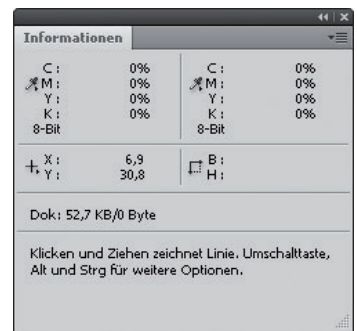 Informationen
C: 0% C: 0%
M: 0% M: 0%
Y: 0% Y: 0%
K: 0% K: 0%
8-Bit 8-Bit
X: 6,9 B:
Y: 30,8 H:
Dok: 52,7 KB/0 Byte
Klicken und Ziehen zeichnet Linie. Umschalttaste,
Alt und Strg für weitere Optionen.